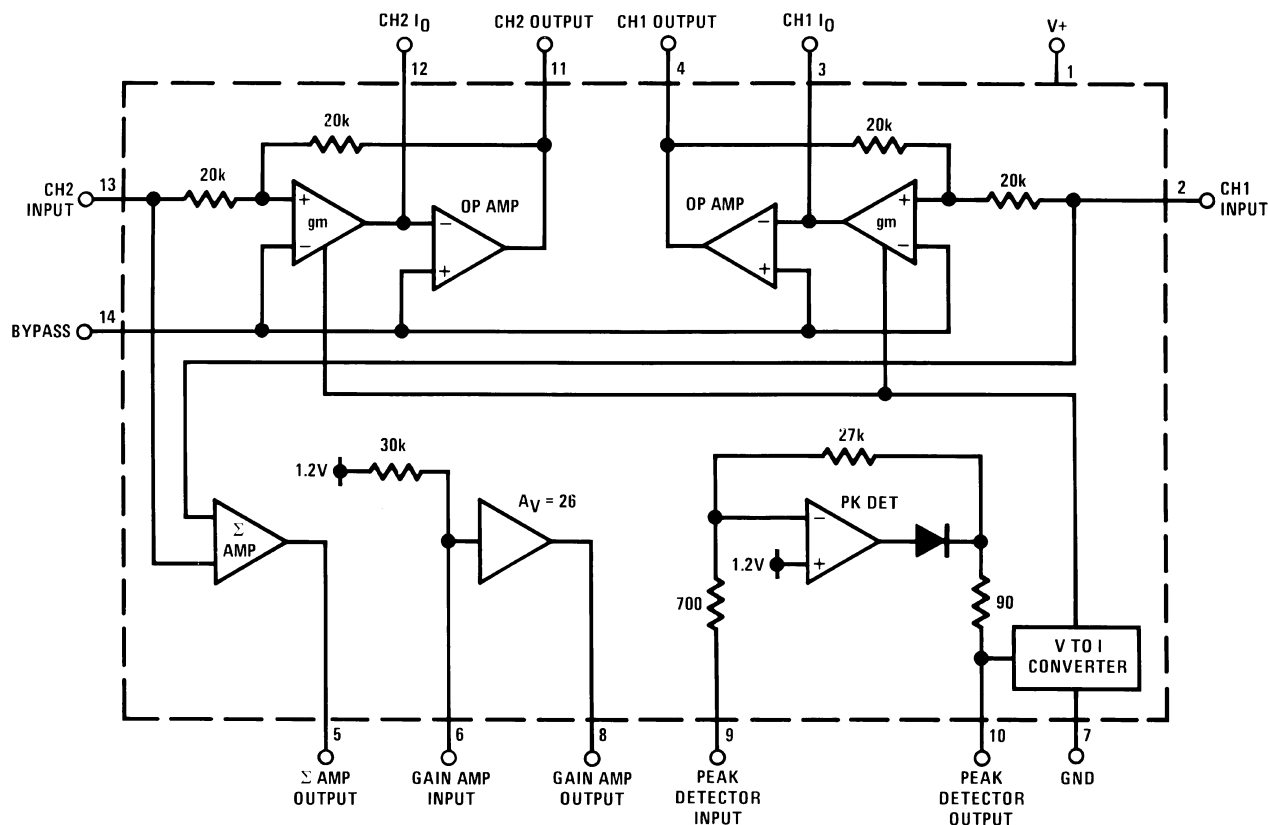 CH2 IO
CH2 OUTPUT
CH1 OUTPUT
CH1 IO
V+
12
11
4
3
1
20k
20k
CH2
INPUT
13
20k
+
gm
−
OP AMP
−
+
OP AMP
−
+
+
gm
−
20k
2
CH1
INPUT
BYPASS
14
30k
1.2V
AV = 26
Σ
AMP
27k
PK DET
−
1.2V
+
700
90
V TO I
CONVERTER
5
6
8
9
10
7
Σ AMP
OUTPUT
GAIN AMP
INPUT
GAIN AMP
OUTPUT
PEAK
DETECTOR
INPUT
PEAK
DETECTOR
OUTPUT
GND